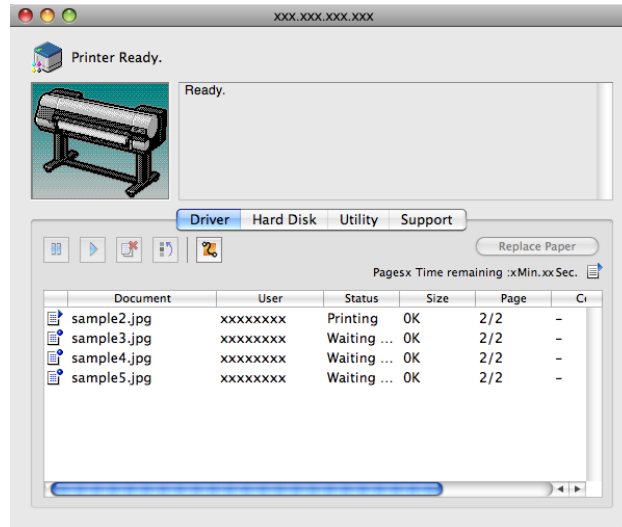 xxx.xxx.xxx.xxx
Printer Ready.
Ready.
Driver Hard Disk Utility Support
Replace Paper
Pagesx Time remaining :xMin.xx Sec.
Document User Status Size Page
sample2.jpg xxxxxxxx Printing 0K 2/2 –
sample3.jpg xxxxxxxx Waiting ... 0K 2/2 –
sample4.jpg xxxxxxxx Waiting ... 0K 2/2 –
sample5.jpg xxxxxxxx Waiting ... 0K 2/2 –